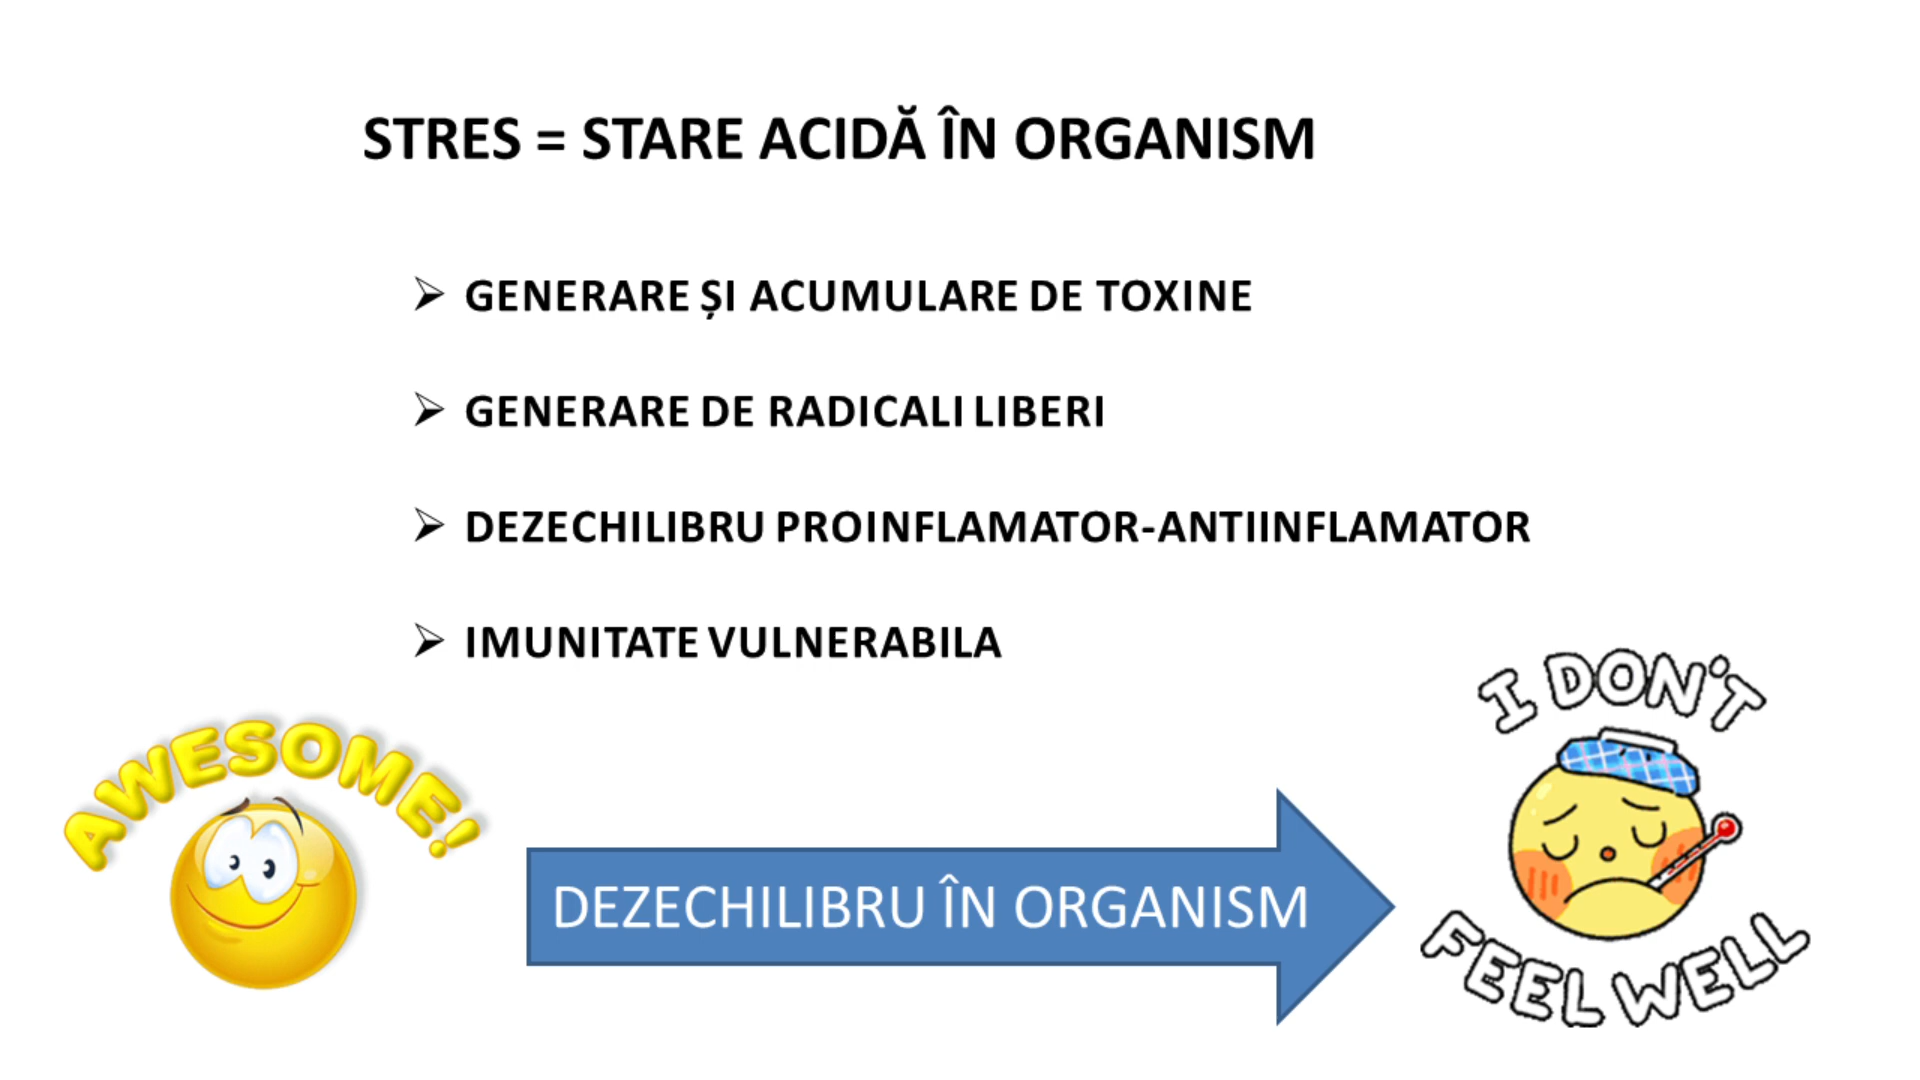 STRES = STARE ACIDĂ ÎN ORGANISM
GENERARE ȘI ACUMULARE DE TOXINE
GENERARE DE RADICALI LIBERI
DEZECHILIBRU PROINFLAMATOR-ANTIINFLAMATOR
IMUNITATE VULNERABILA
AWESOME!
DEZECHILIBRU ÎN ORGANISM
I DON'T
FEEL WELL